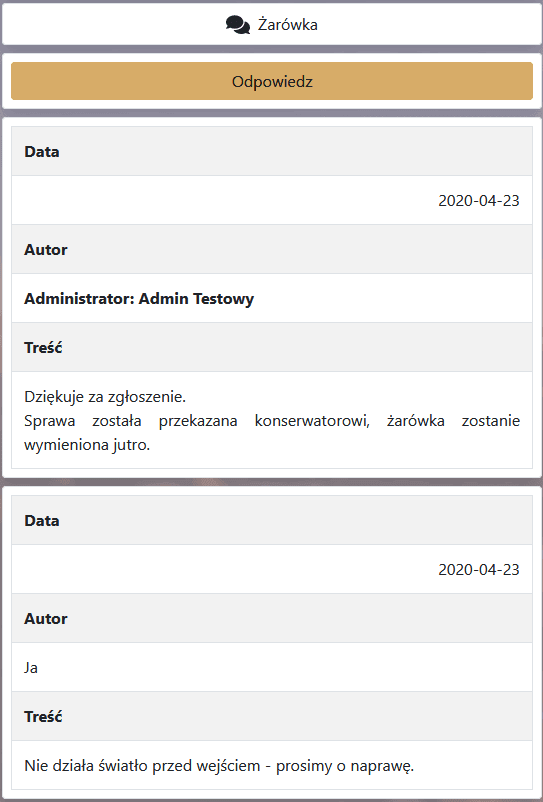 Żarówka
Odpowiedz
Data
2020-04-23
Autor
Administrator: Admin Testowy
Treść
Dziękuje za zgłoszenie.
Sprawa została przekazana konserwatorowi, żarówka zostanie
wymieniona jutro.
Data
2020-04-23
Autor
Ja
Treść
Nie działa światło przed wejściem - prosimy o naprawę.